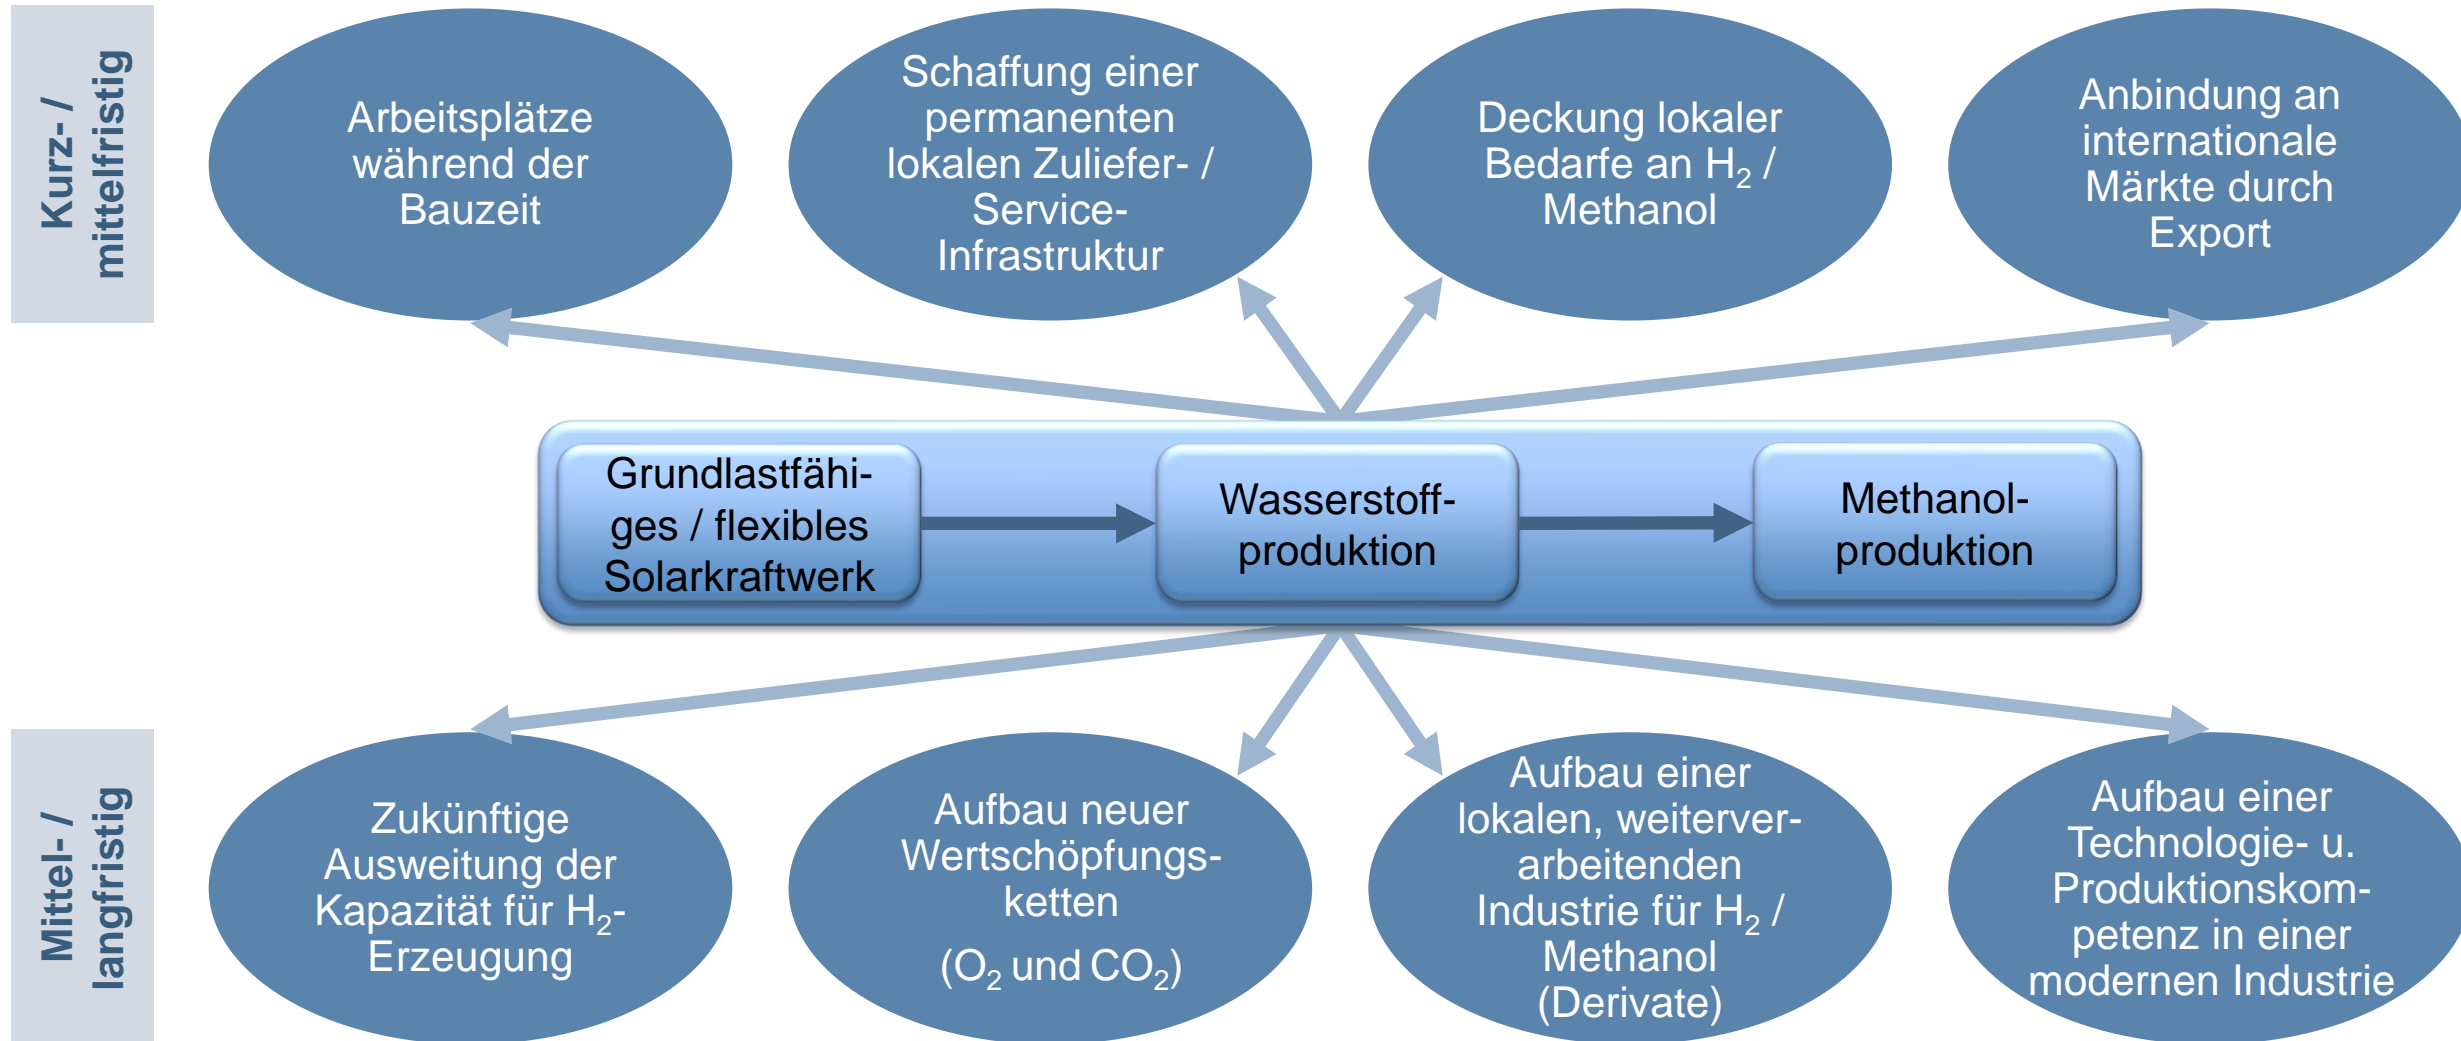 Kurz- /
mittelfristig
Arbeitsplätze
während der
Bauzeit
Schaffung einer
permanenten
lokalen Zuliefer- /
Service-
Infrastruktur
Deckung lokaler
Bedarfe an H₂ /
Methanol
Anbindung an
internationale
Märkte durch
Export
Grundlastfähi-
ges / flexibles
Solarkraftwerk
Wasserstoff-
produktion
Methanol-
produktion
Mittel- /
langfristig
Zukünftige
Ausweitung der
Kapazität für H₂-
Erzeugung
Aufbau neuer
Wertschöpfungs-
ketten
(O₂ und CO₂)
Aufbau einer
lokalen, weiterver-
arbeitenden
Industrie für H₂ /
Methanol
(Derivate)
Aufbau einer
Technologie- u.
Produktionskom-
petenz in einer
modernen Industrie